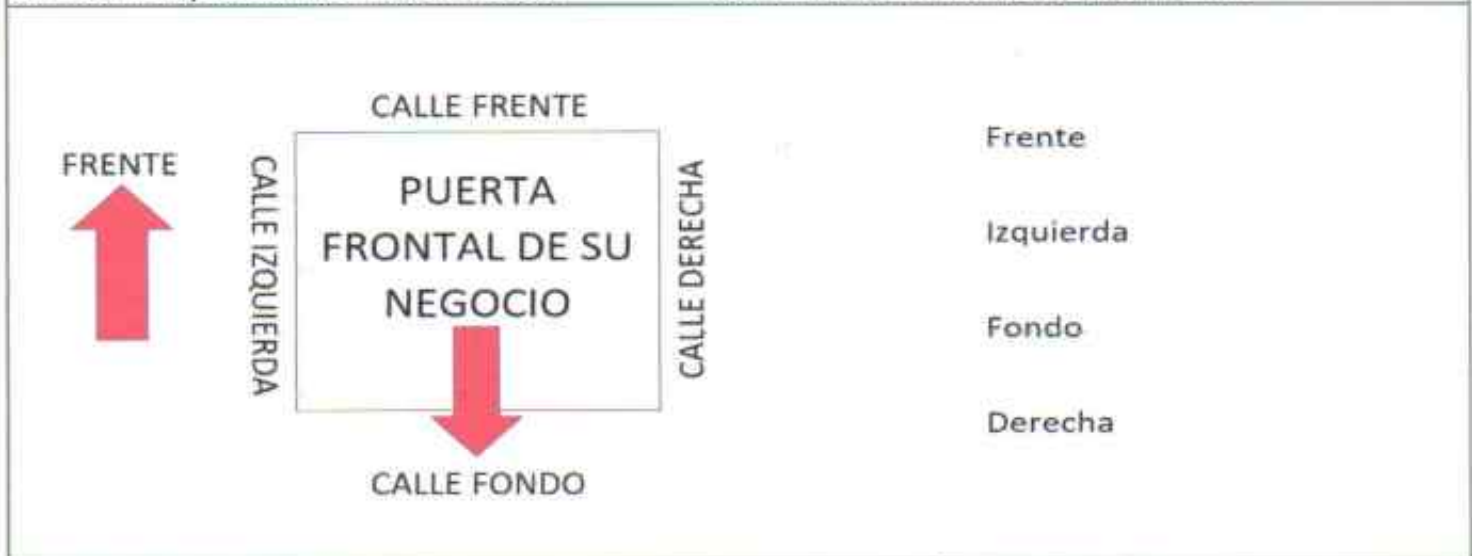 CALLE FRENTE
FRENTE
CALLE IZQUIERDA
PUERTA
FRONTAL DE SU
NEGOCIO
CALLE DERECHA
CALLE FONDO
Frente
Izquierda
Fondo
Derecha